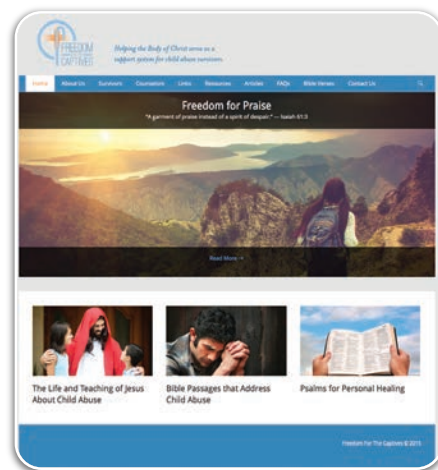 FREEDOM
CAPTIVES
Helping the Body of Christ serve as a
support system for child abuse survivors.
Home About Us Survivors Counselors Links Resources Articles FAQs Bible Verses Contact Us
Freedom for Praise
"A garment of praise instead of a spirit of despair." — Isaiah 61:3
Read More →
The Life and Teaching of Jesus
About Child Abuse
Bible Passages that Address
Child Abuse
Psalms for Personal Healing
Freedom For The Captives © 2015